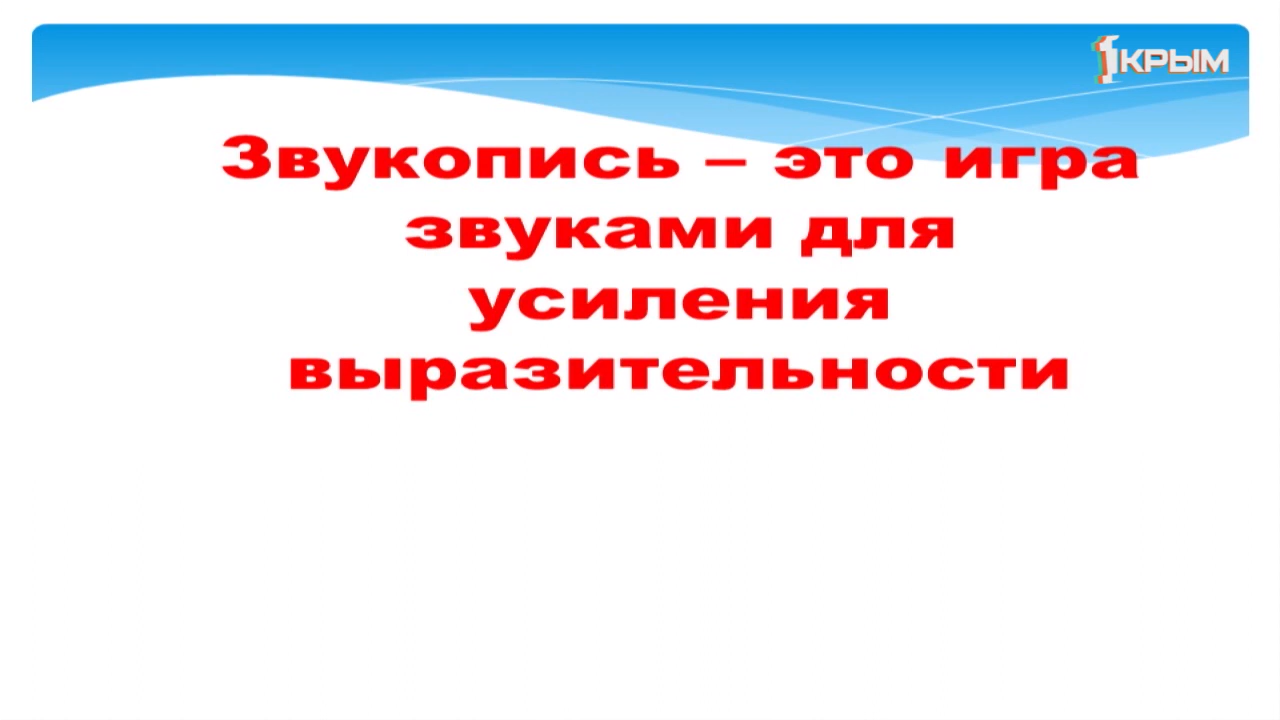 1КРЫМ
Звукопись – это игра
звуками для
усиления
выразительности